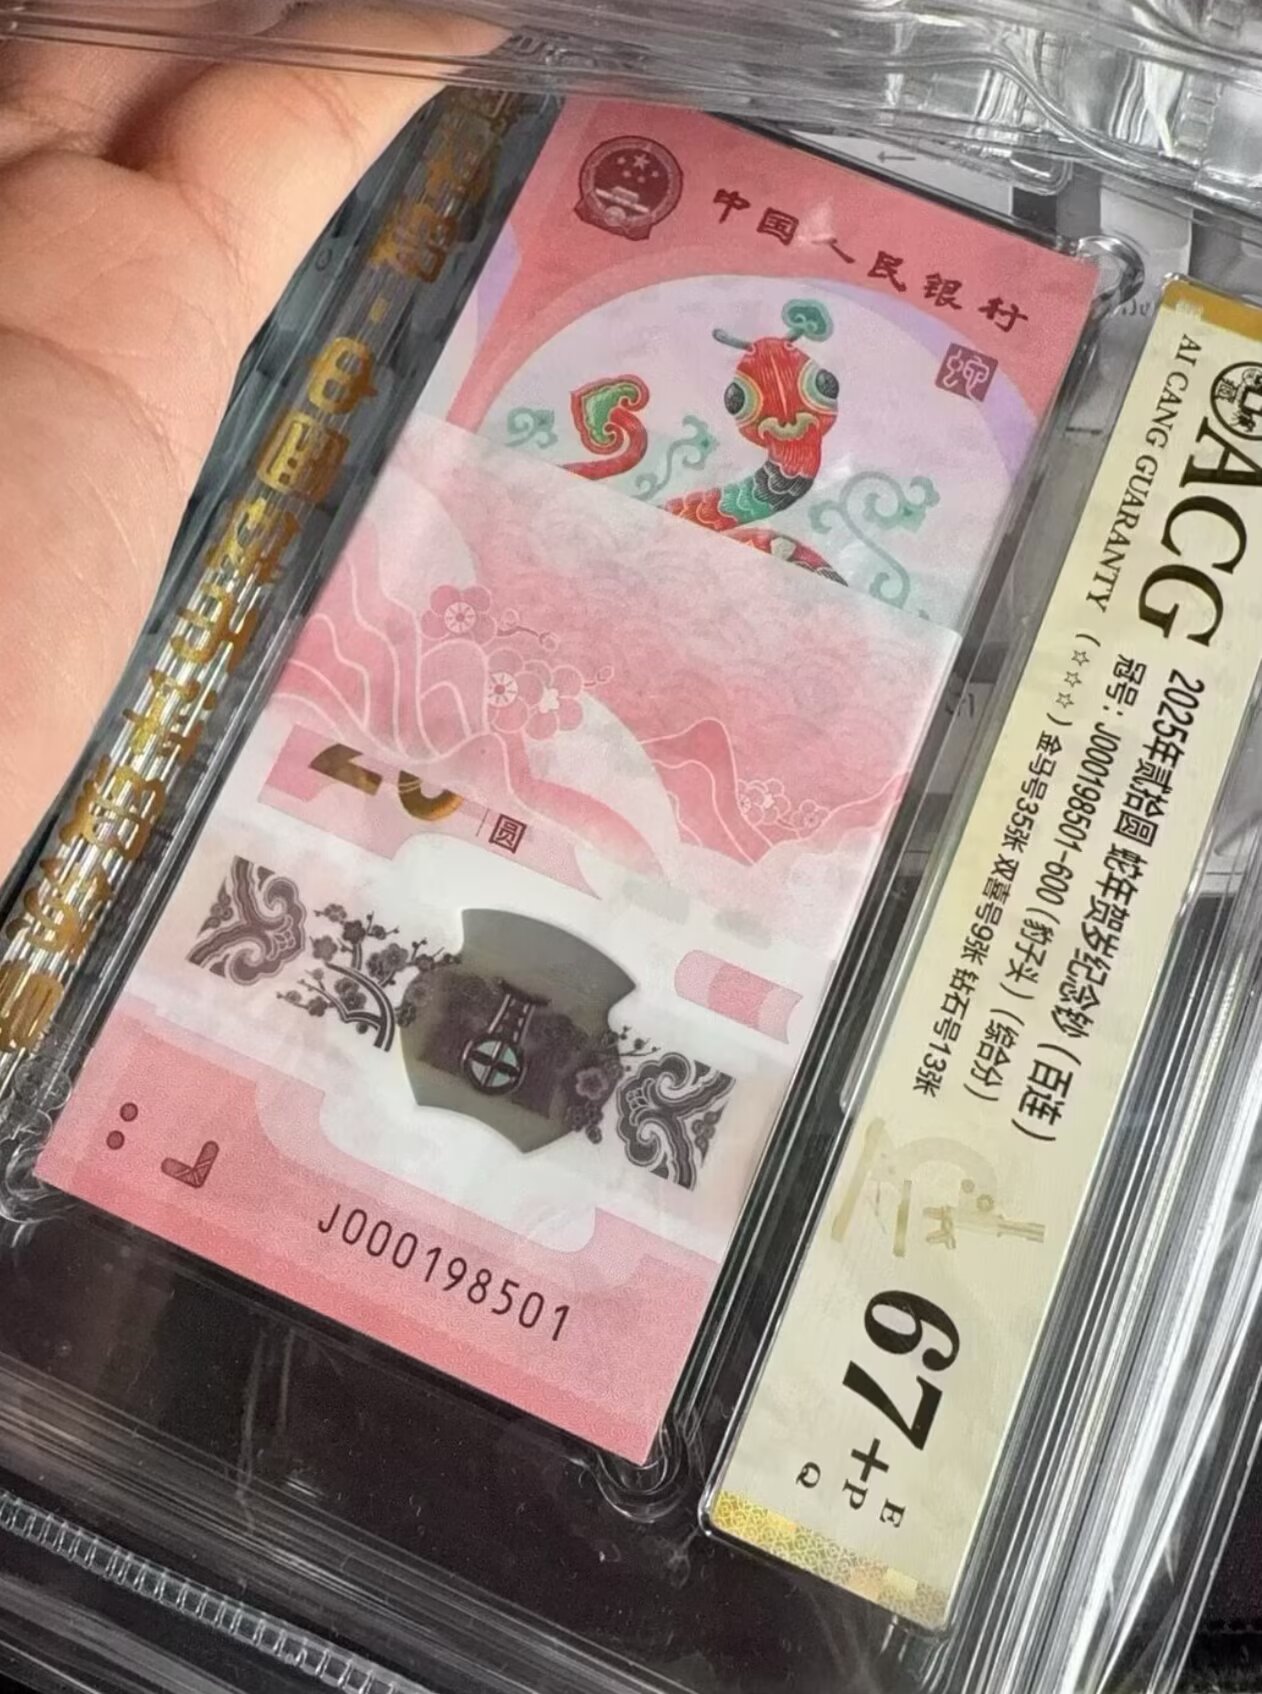 中国人民银行
20
圆
J000198501
ACG
AI CANG GUARANTY
2025年贰拾圆 蛇年贺岁纪念钞（百连）
冠号：J000198501-600（豹子头）（综合分）
（☆☆☆）金马号35张 双喜号9张 钻石号13张
67+
E
P
Q